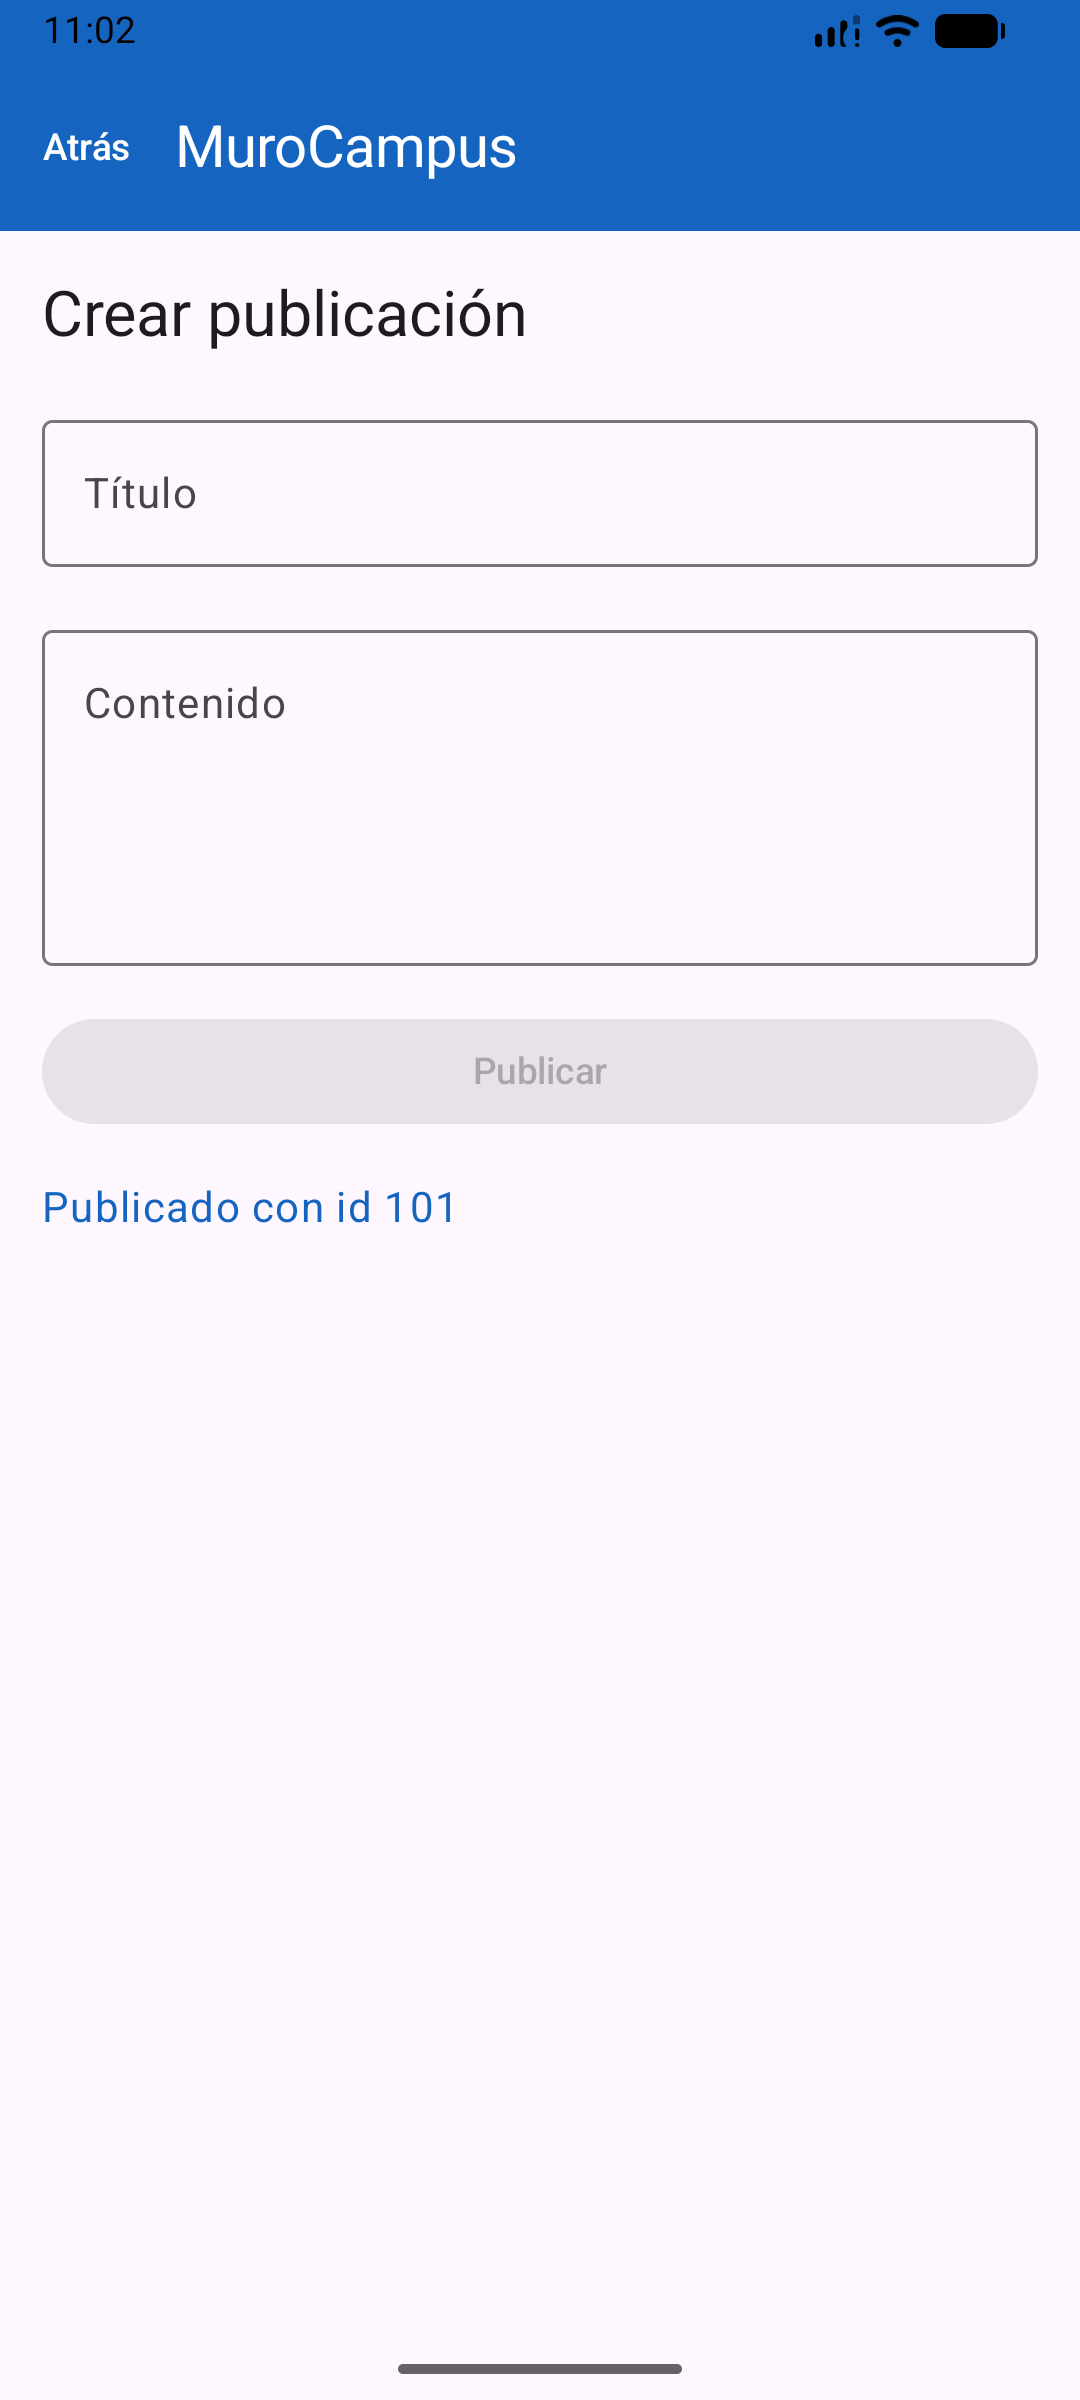 11:02
Atrás MuroCampus
Crear publicación
Título
Contenido
Publicar
Publicado con id 101